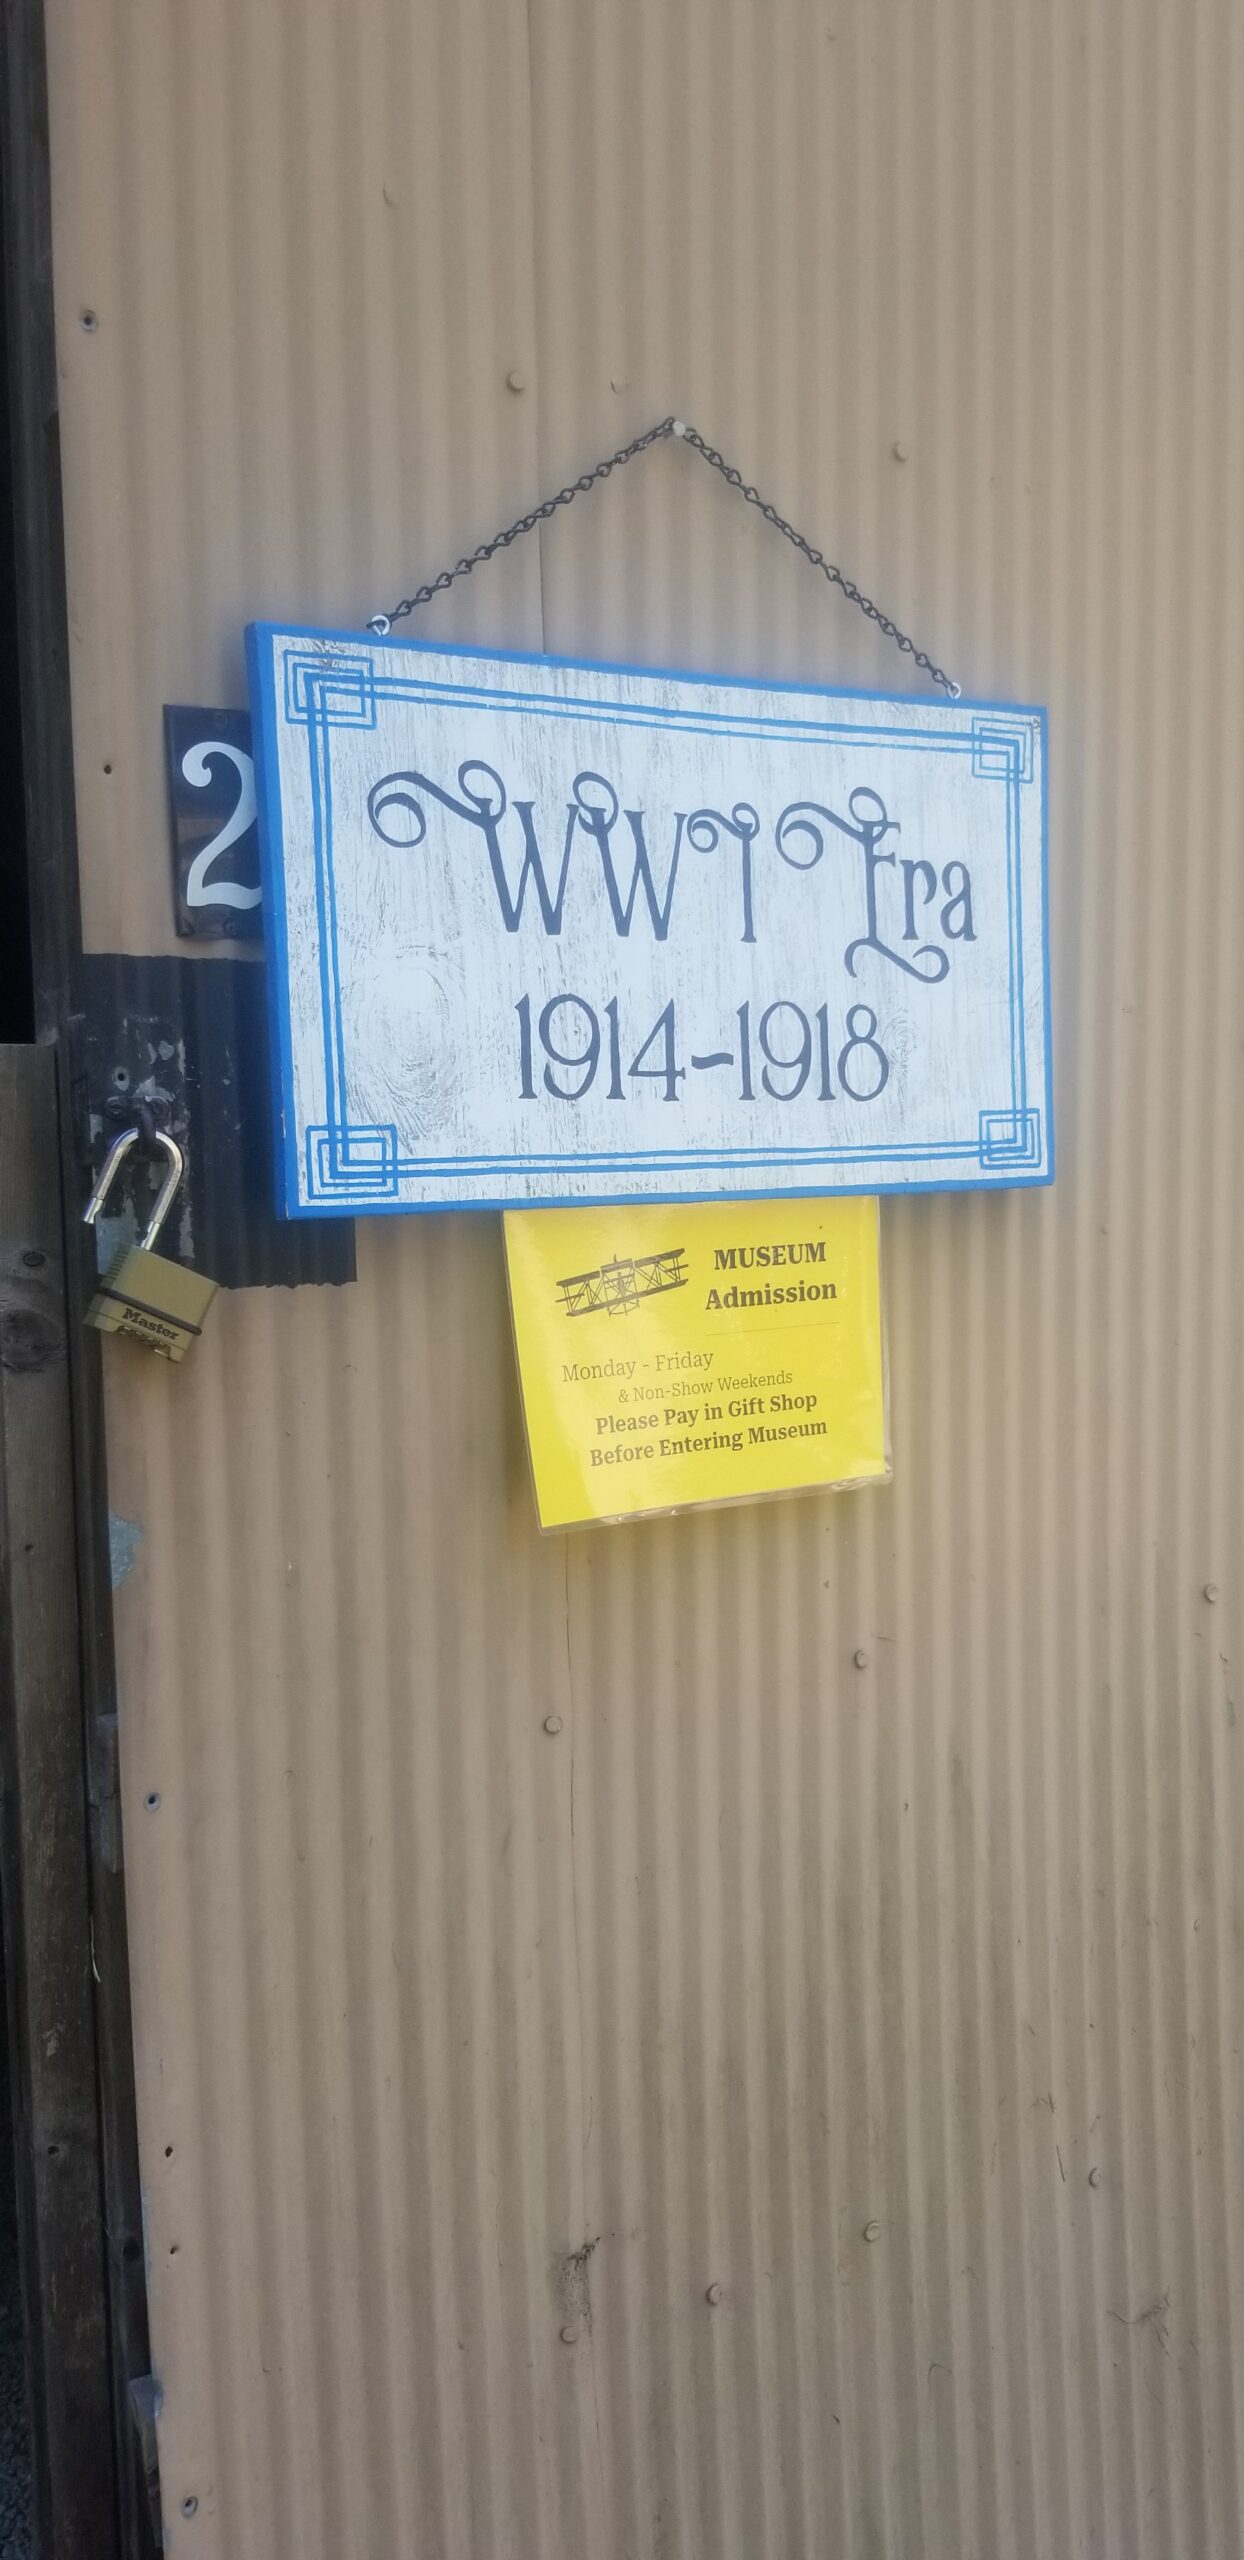 2
WWI Era
1914-1918
Master
MUSEUM
Admission
Monday - Friday
& Non-Show Weekends
Please Pay in Gift Shop
Before Entering Museum